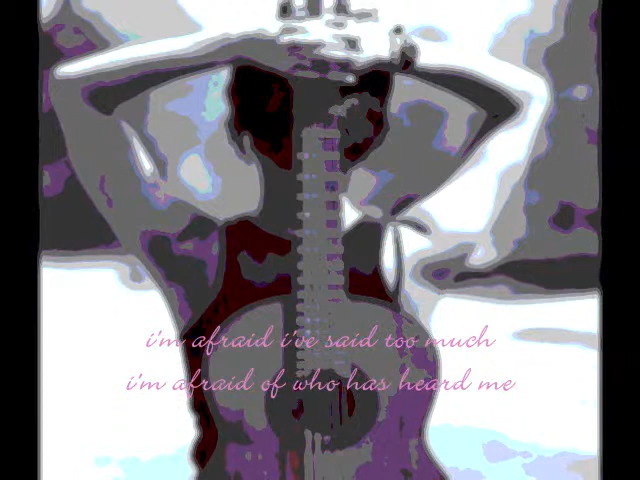 i'm afraid i've said too much
i'm afraid of who has heard me